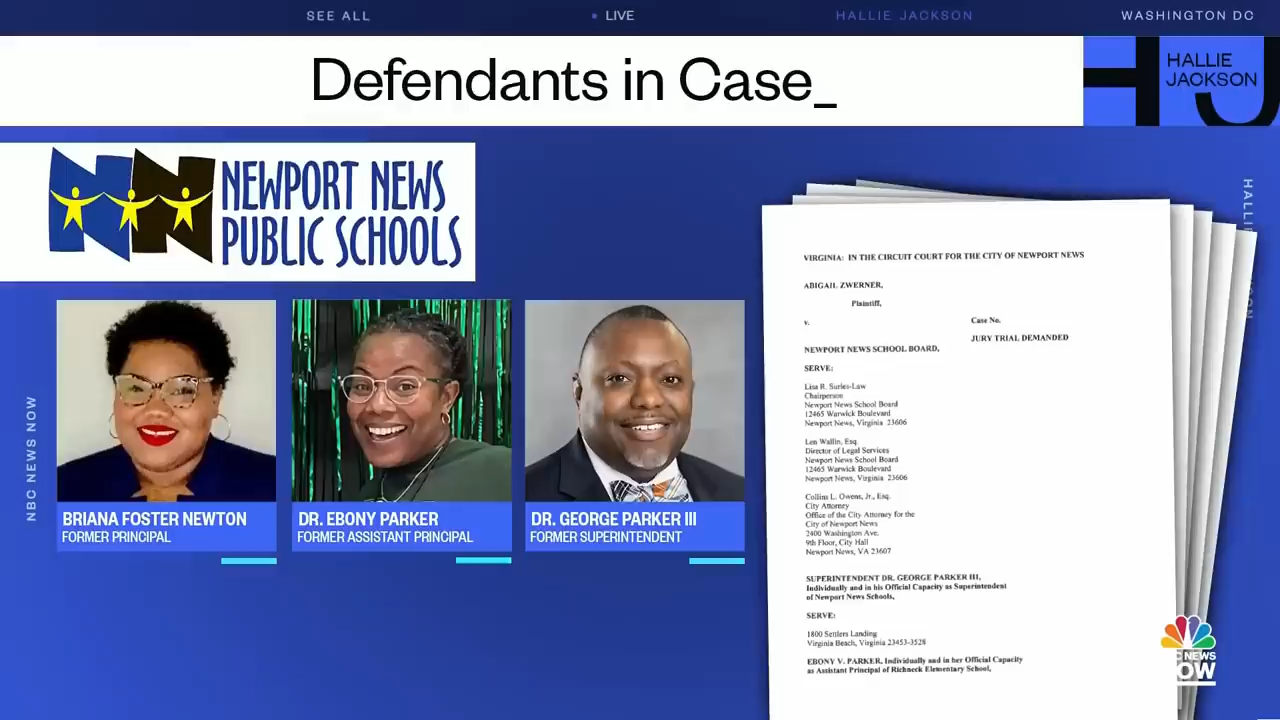 SEE ALL
• LIVE
HALLIE JACKSON
WASHINGTON DC
Defendants in Case_
HALLIE
JACKSON
NEWPORT NEWS
PUBLIC SCHOOLS
BRIANA FOSTER NEWTON
FORMER PRINCIPAL
DR. EBONY PARKER
FORMER ASSISTANT PRINCIPAL
DR. GEORGE PARKER III
FORMER SUPERINTENDENT
NBC NEWS NOW
VIRGINIA: IN THE CIRCUIT COURT FOR THE CITY OF NEWPORT NEWS
ABIGAIL ZWERNER,
Plaintiff,
v.
Case No.
JURY TRIAL DEMANDED
NEWPORT NEWS SCHOOL BOARD,
SERVE:
Lisa R. Surles-Law
Chairperson
Newport News School Board
12465 Warwick Boulevard
Newport News, Virginia 23606
Len Wallin, Esq.
Director of Legal Services
Newport News School Board
12465 Warwick Boulevard
Newport News, Virginia 23606
Collins L. Owens, Jr., Esq.
City Attorney
Office of the City Attorney for the
City of Newport News
2400 Washington Ave.
9th Floor, City Hall
Newport News, VA 23607
SUPERINTENDENT DR. GEORGE PARKER III,
Individually and in his Official Capacity as Superintendent
of Newport News Schools,
SERVE:
1800 Settlers Landing
Virginia Beach, Virginia 23453-3528
EBONY V. PARKER, Individually and in her Official Capacity
as Assistant Principal of Richneck Elementary School,